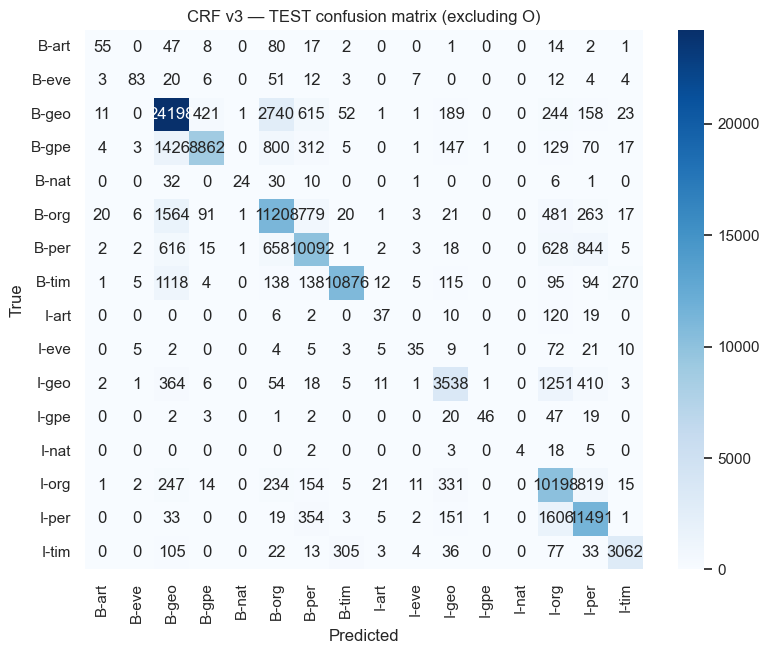 CRF v3 — TEST confusion matrix (excluding O)
B-art 55 0 47 8 0 80 17 2 0 0 1 0 0 14 2 1
B-eve 3 83 20 6 0 51 12 3 0 7 0 0 0 12 4 4
B-geo 11 0 24198 421 1 2740 615 52 1 1 189 0 0 244 158 23
B-gpe 4 3 1426 8862 0 800 312 5 0 1 147 1 0 129 70 17
B-nat 0 0 32 0 24 30 10 0 0 1 0 0 0 6 1 0
B-org 20 6 1564 91 1 11208 779 20 1 3 21 0 0 481 263 17
B-per 2 2 616 15 1 658 10092 1 2 3 18 0 0 628 844 5
B-tim 1 5 1118 4 0 138 138 10876 12 5 115 0 0 95 94 270
I-art 0 0 0 0 0 6 2 0 37 0 10 0 0 120 19 0
I-eve 0 5 2 0 0 4 5 3 5 35 9 1 0 72 21 10
I-geo 2 1 364 6 0 54 18 5 11 1 3538 1 0 1251 410 3
I-gpe 0 0 2 3 0 1 2 0 0 0 20 46 0 47 19 0
I-nat 0 0 0 0 0 0 2 0 0 0 3 0 4 18 5 0
I-org 1 2 247 14 0 234 154 5 21 11 331 0 0 10198 819 15
I-per 0 0 33 0 0 19 354 3 5 2 151 1 0 1606 11491 1
I-tim 0 0 105 0 0 22 13 305 3 4 36 0 0 77 33 3062
B-art B-eve B-geo B-gpe B-nat B-org B-per B-tim I-art I-eve I-geo I-gpe I-nat I-org I-per I-tim
Predicted
True
20000
15000
10000
5000
0